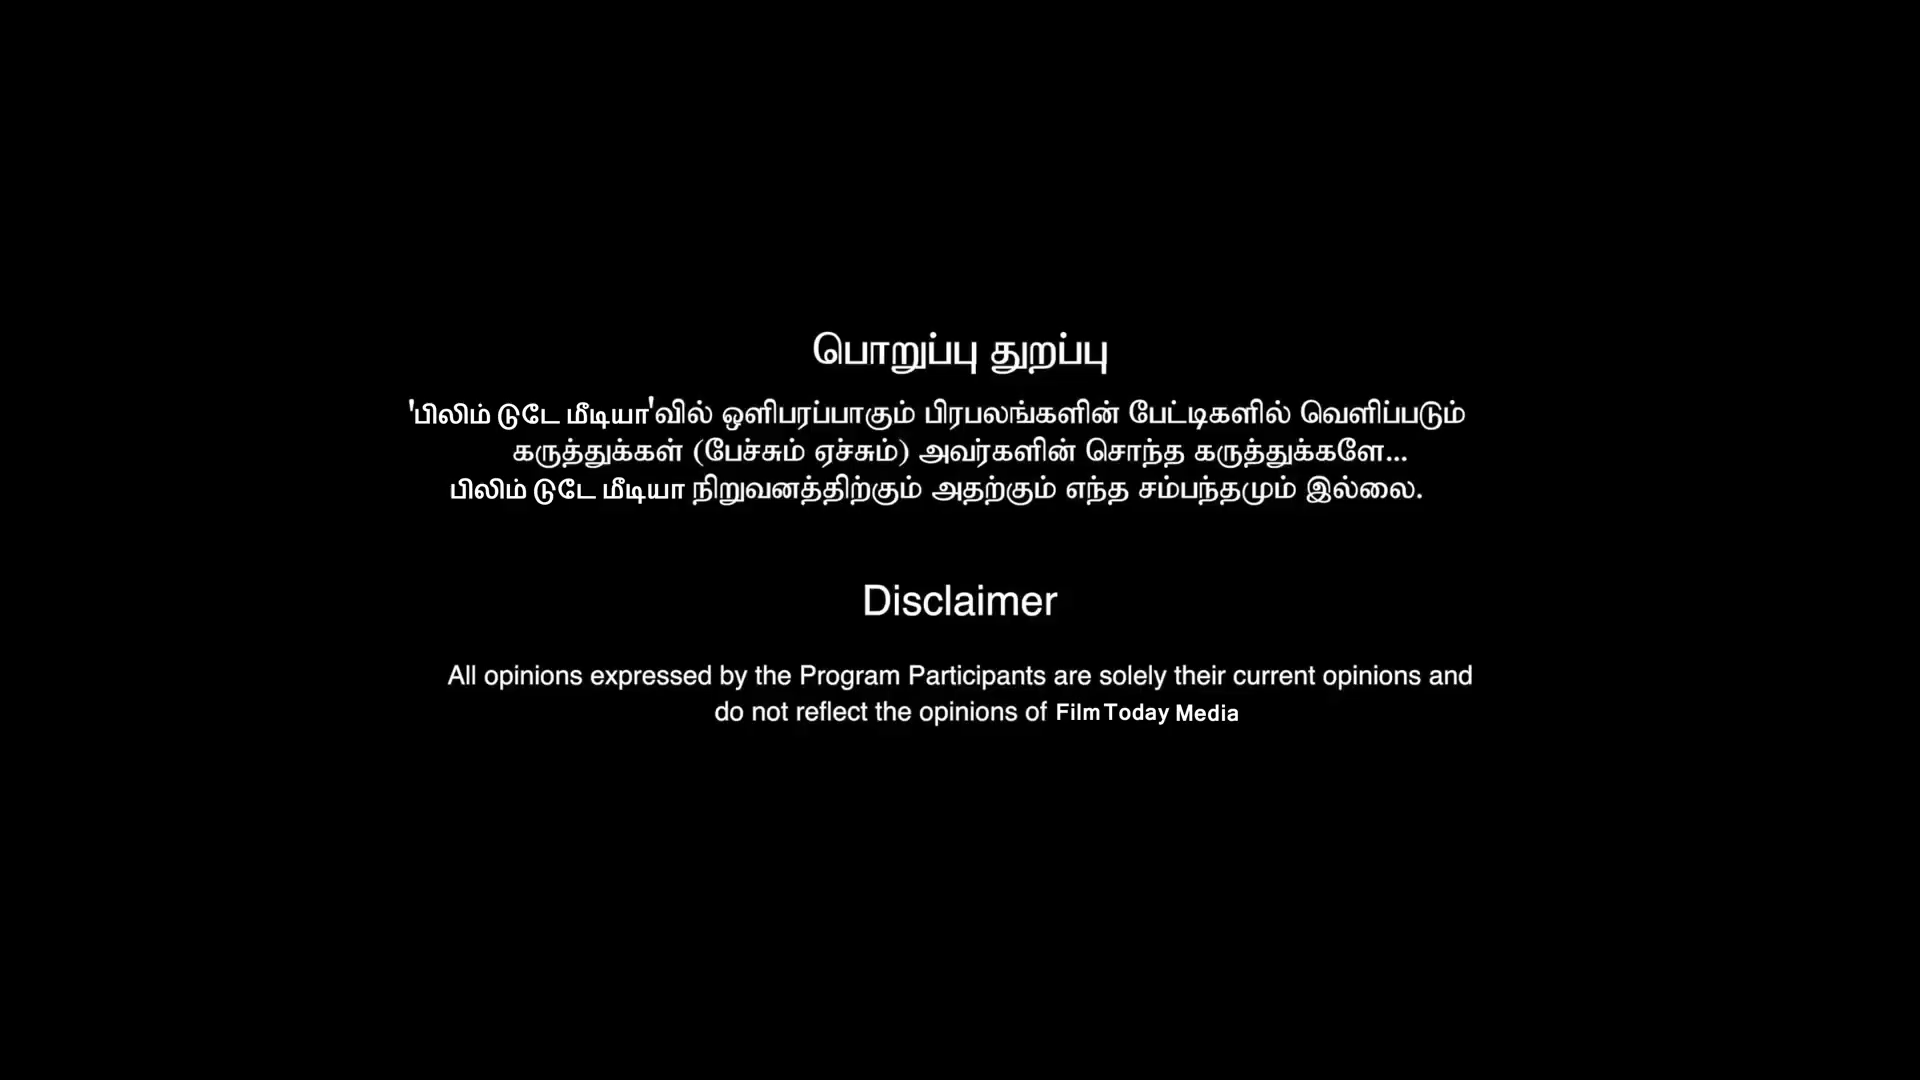 பொறுப்பு துறப்பு
'பிலிம் டுடே மீடியா'வில் ஒளிபரப்பாகும் பிரபலங்களின் பேட்டிகளில் வெளிப்படும்
கருத்துக்கள் (பேச்சும் ஏச்சும்) அவர்களின் சொந்த கருத்துக்களே...
பிலிம் டுடே மீடியா நிறுவனத்திற்கும் அதற்கும் எந்த சம்பந்தமும் இல்லை.
Disclaimer
All opinions expressed by the Program Participants are solely their current opinions and
do not reflect the opinions of Film Today Media